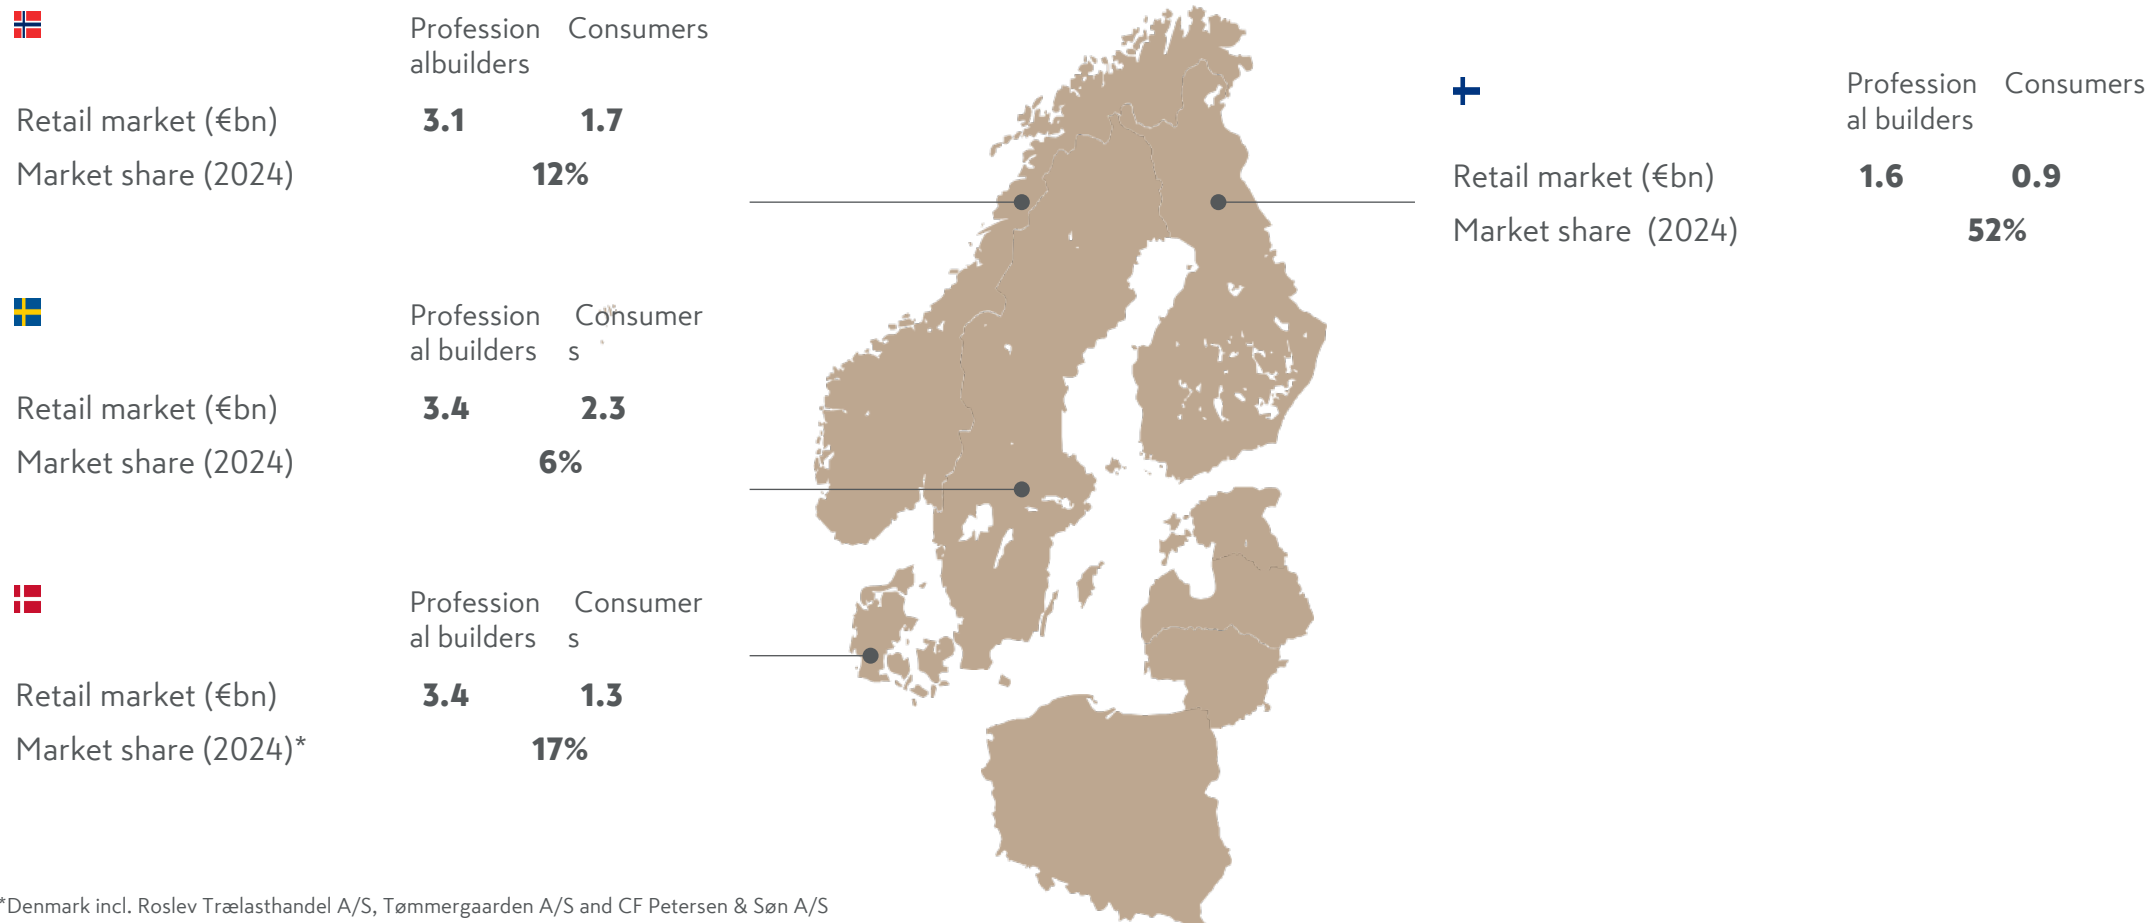 Profession Consumers
albuilders
Retail market (€bn) 3.1 1.7
Market share (2024) 12%
Profession Consumers
al builders
Retail market (€bn) 1.6 0.9
Market share (2024) 52%
Profession Consumer
al builders s
Retail market (€bn) 3.4 2.3
Market share (2024) 6%
Profession Consumer
al builders s
Retail market (€bn) 3.4 1.3
Market share (2024)* 17%
*Denmark incl. Roslev Trælasthandel A/S, Tømmergaarden A/S and CF Petersen & Søn A/S